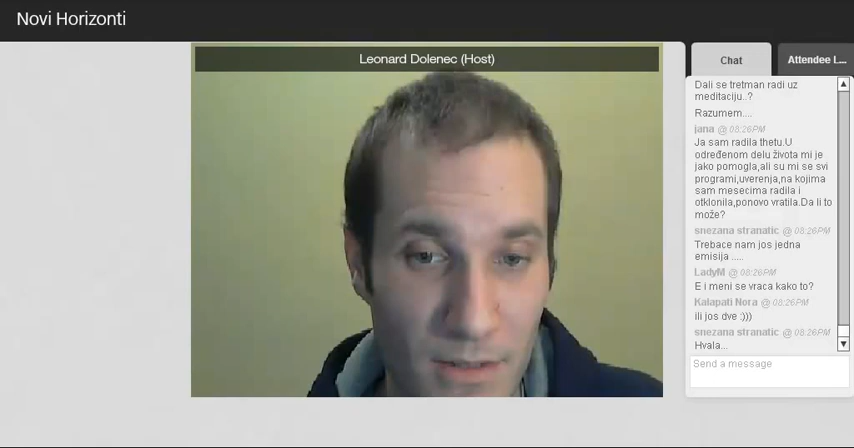 Novi Horizonti
Leonard Dolenec (Host)
Chat
Attendee L...
Dali se tretman radi uz
meditaciju..?
Razumem....
jana @ 08:26PM
Ja sam radila thetu.U
određenom delu života mi je
jako pomogla,ali su mi se svi
programi,uverenja,na kojima
sam mesecima radila i
otklonila,ponovo vratila.Da li to
može?
snezana stranatic @ 08:26PM
Trebace nam jos jedna
emisija .....
LadyM @ 08:26PM
E i meni se vraca kako to?
Kalapati Nora @ 08:26PM
ili jos dve :)))
snezana stranatic @ 08:26PM
Hvala...
Send a message